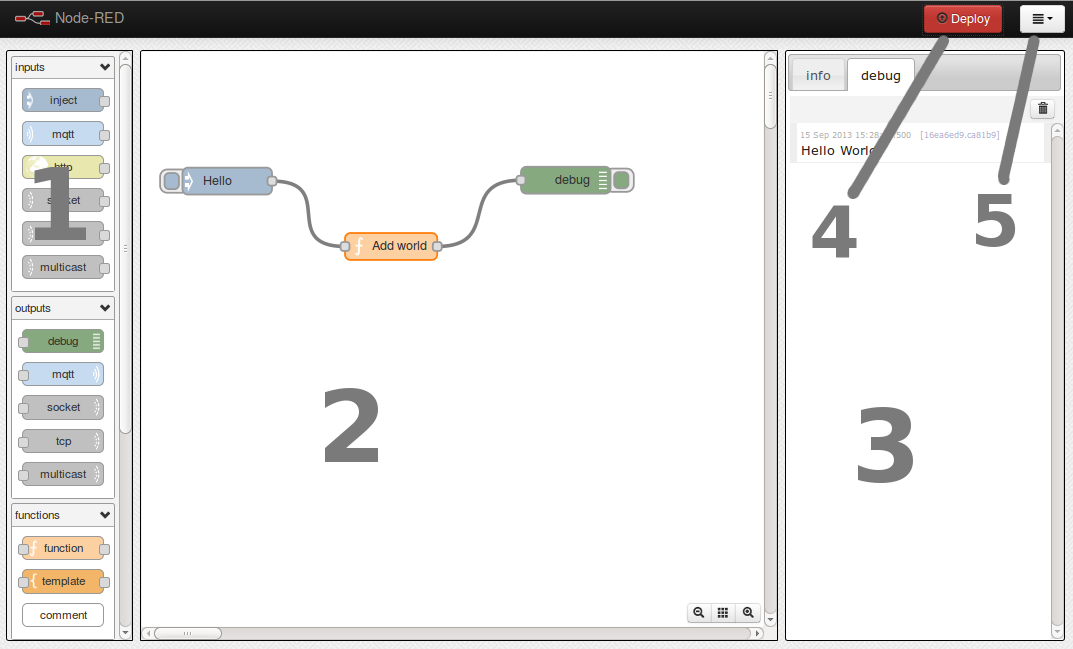 Node-RED
Deploy
inputs
inject
mqtt
http
socket
multicast
outputs
debug
mqtt
socket
tcp
multicast
functions
function
template
comment
1
Hello
Add world
debug
2
info
debug
15 Sep 2013 15:28 500 [16ea6ed9.ca81b9]
Hello World
4
5
3